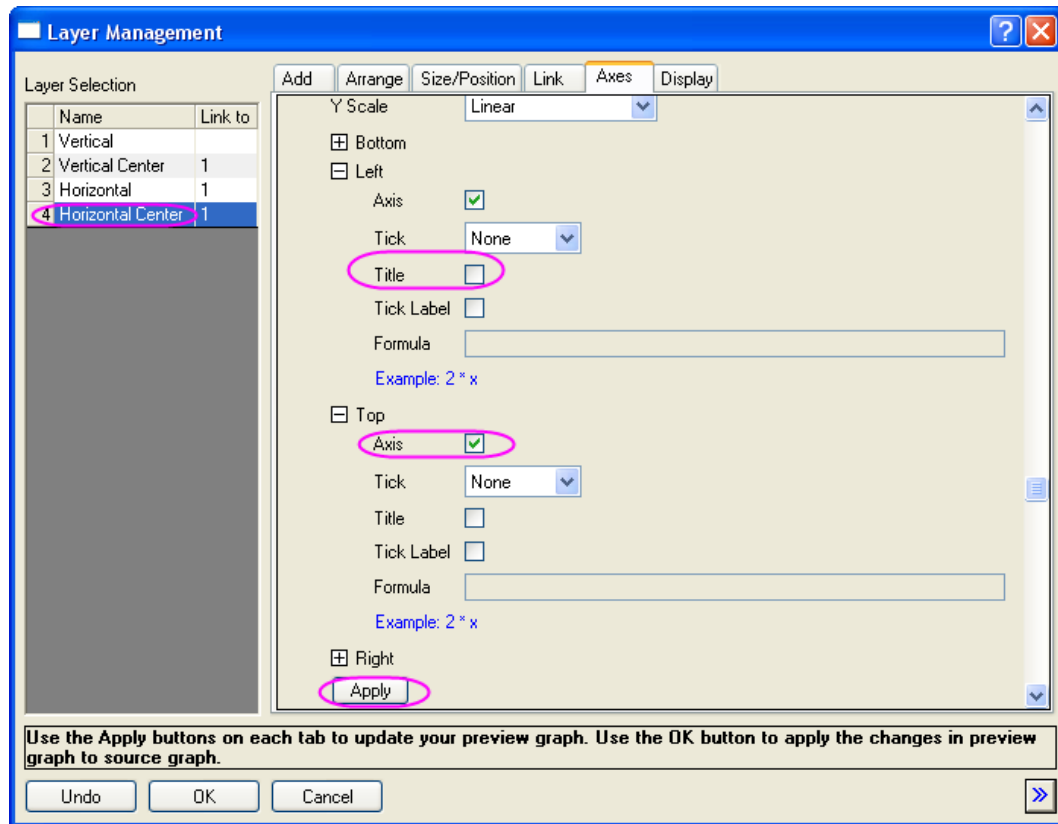 Layer Management
Layer Selection
Name Link to
1 Vertical
2 Vertical Center 1
3 Horizontal 1
4 Horizontal Center 1
Add Arrange Size/Position Link Axes Display
Y Scale Linear
Bottom
Left
Axis
Tick None
Title
Tick Label
Formula
Example: 2 * x
Top
Axis
Tick None
Title
Tick Label
Formula
Example: 2 * x
Right
Apply
Use the Apply buttons on each tab to update your preview graph. Use the OK button to apply the changes in preview
graph to source graph.
Undo OK Cancel